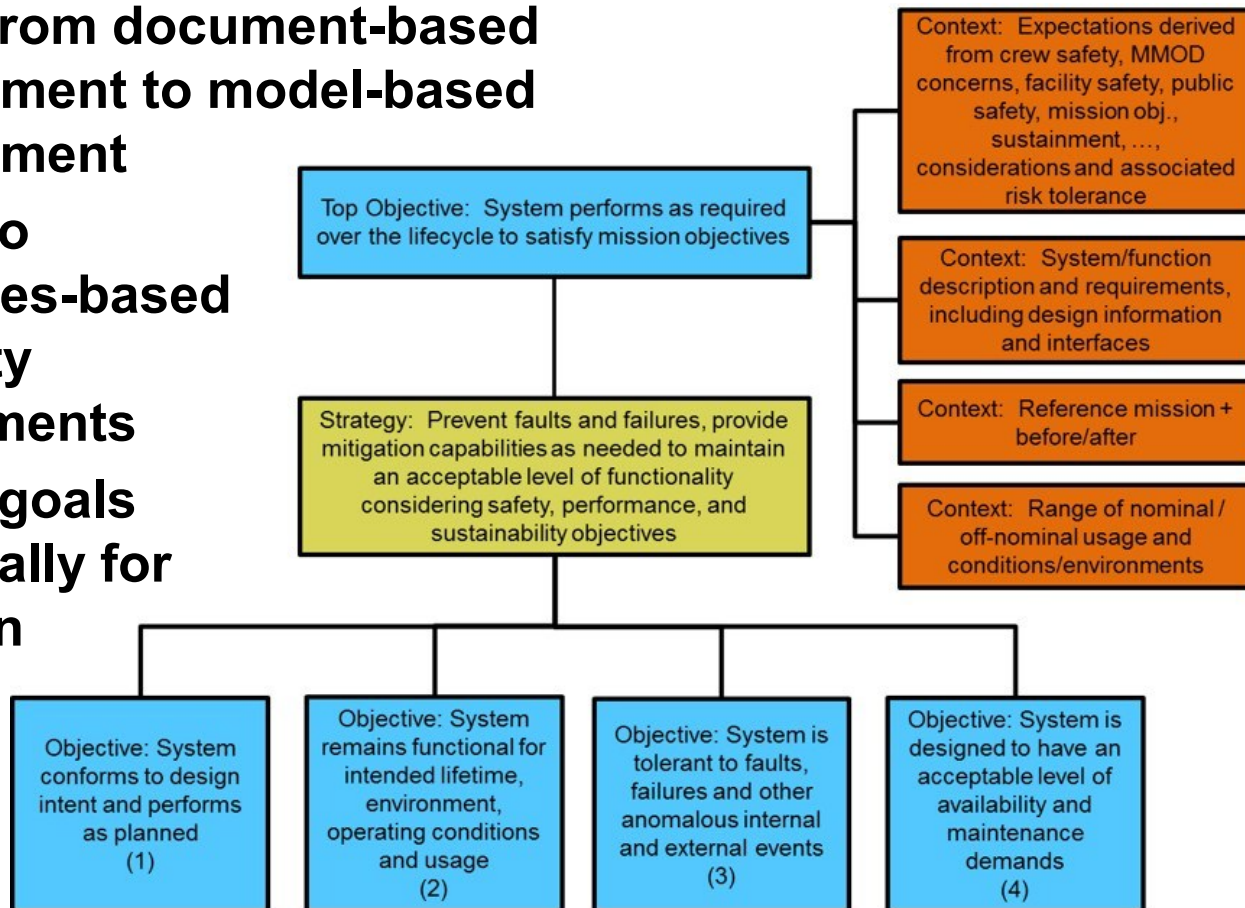 rom document-based
ment to model-based
ment
o
es-based
ty
ments
goals
ally for
n
Top Objective: System performs as required
over the lifecycle to satisfy mission objectives
Strategy: Prevent faults and failures, provide
mitigation capabilities as needed to maintain
an acceptable level of functionality
considering safety, performance, and
sustainability objectives
Context: Expectations derived
from crew safety, MMOD
concerns, facility safety, public
safety, mission obj.,
sustainment, …,
considerations and associated
risk tolerance
Context: System/function
description and requirements,
including design information
and interfaces
Context: Reference mission +
before/after
Context: Range of nominal /
off-nominal usage and
conditions/environments
Objective: System
conforms to design
intent and performs
as planned
(1)
Objective: System
remains functional for
intended lifetime,
environment,
operating conditions
and usage
(2)
Objective: System is
tolerant to faults,
failures and other
anomalous internal
and external events
(3)
Objective: System is
designed to have an
acceptable level of
availability and
maintenance
demands
(4)